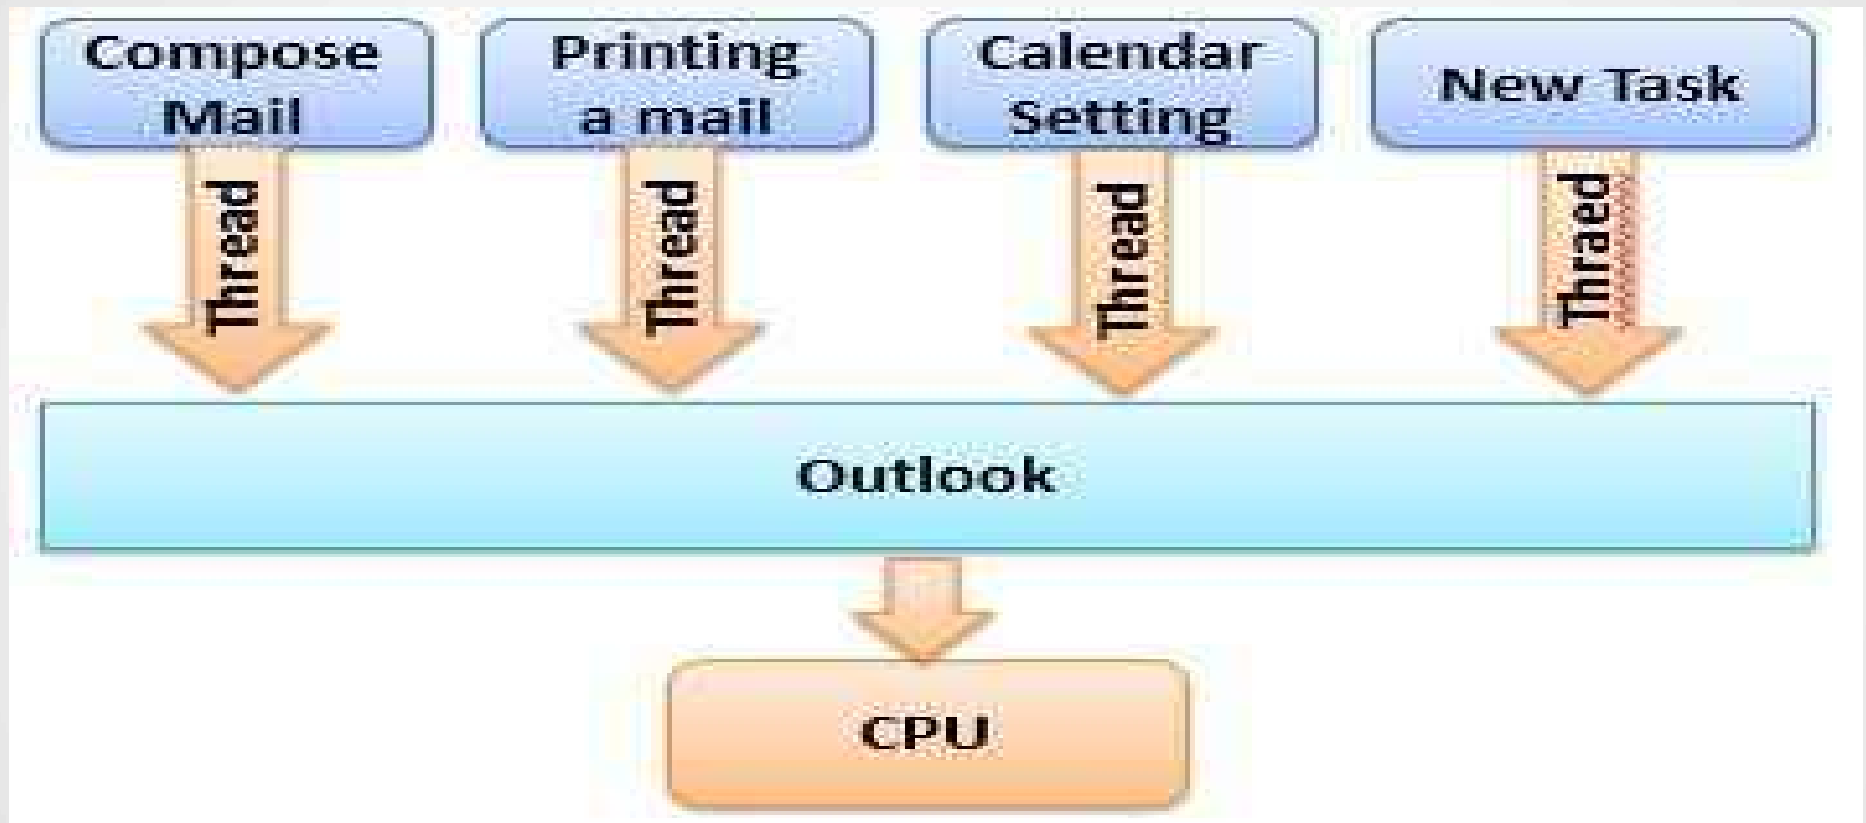 Compose
Mail
Printing
a mail
Calendar
Setting
New Task
Thread
Thread
Thread
Thraed
Outlook
CPU